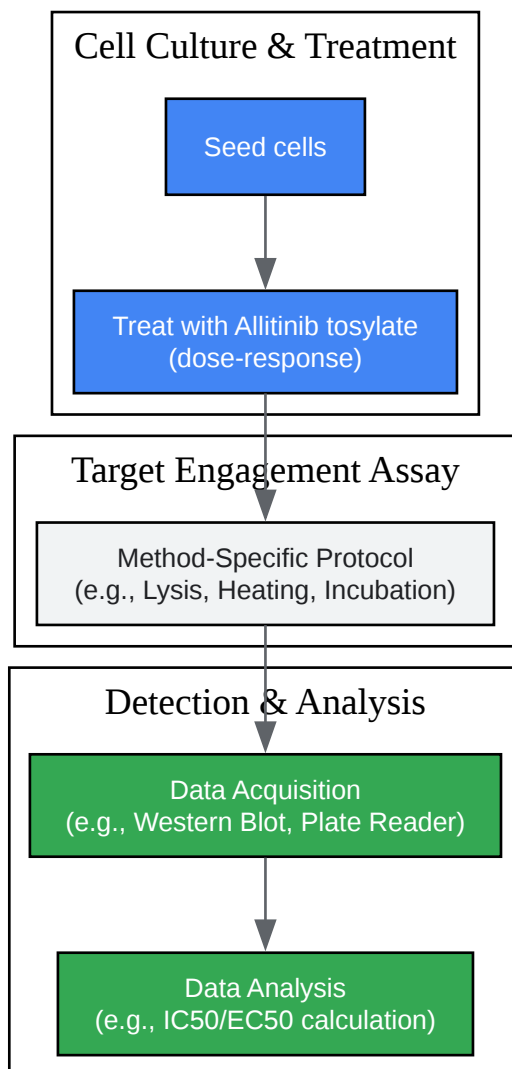 Cell Culture & Treatment
Seed cells
Treat with Allitinib tosylate
(dose-response)
Target Engagement Assay
Method-Specific Protocol
(e.g., Lysis, Heating, Incubation)
Detection & Analysis
Data Acquisition
(e.g., Western Blot, Plate Reader)
Data Analysis
(e.g., IC50/EC50 calculation)